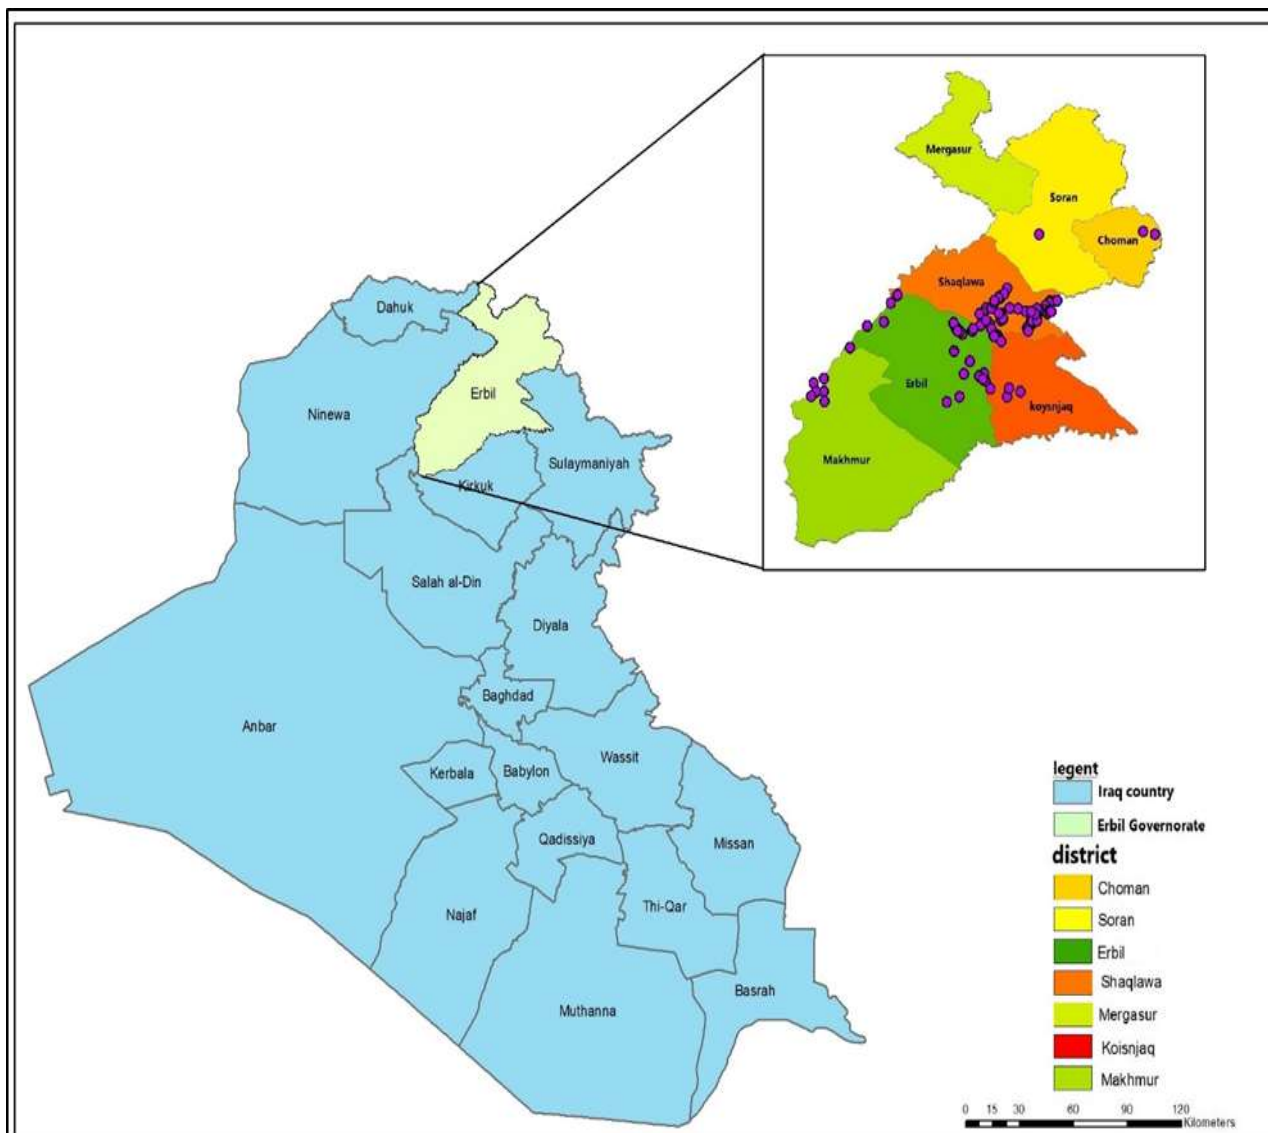 Mergasur
Soran
Choman
Shaqlawa
Erbil
koysnjaq
Makhmur
Dahuk
Ninewa
Erbil
Sulaymaniyah
Kirkuk
Salah al-Din
Diyala
Baghdad
Anbar
Wassit
Kerbala
Babylon
Qadissiya
Missan
Najaf
Thi-Qar
Basrah
Muthanna
legent
Iraq country
Erbil Governorate
district
Choman
Soran
Erbil
Shaqlawa
Mergasur
Koisnjaq
Makhmur
0 15 30 60 90 120
Kilometers